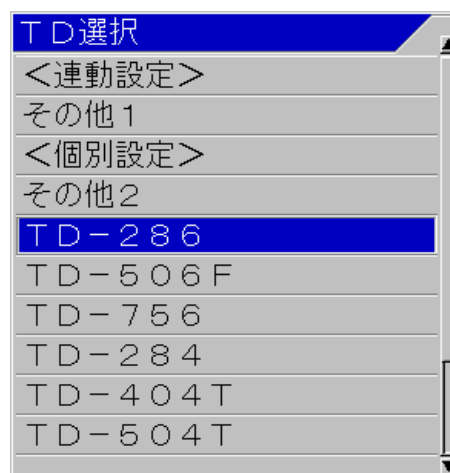 TD選択
<連動設定>
その他1
<個別設定>
その他2
TD-286
TD-506F
TD-756
TD-284
TD-404T
TD-504T